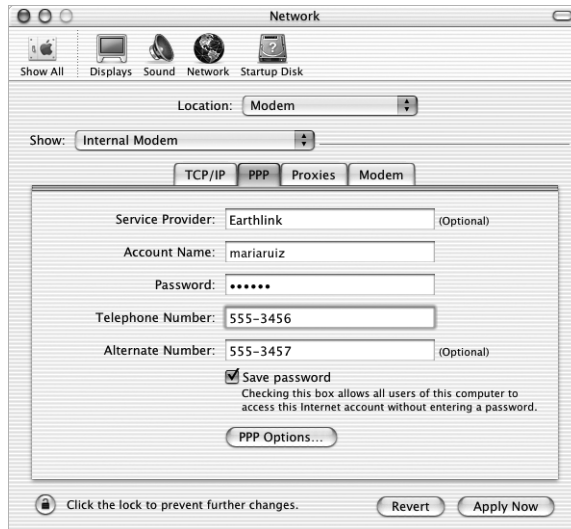 Network
Show All Displays Sound Network Startup Disk
Location: Modem
Show: Internal Modem
TCP/IP PPP Proxies Modem
Service Provider: Earthlink (Optional)
Account Name: mariaruiz
Password: ••••••
Telephone Number: 555-3456
Alternate Number: 555-3457 (Optional)
Save password
Checking this box allows all users of this computer to
access this Internet account without entering a password.
PPP Options...
Click the lock to prevent further changes. Revert Apply Now